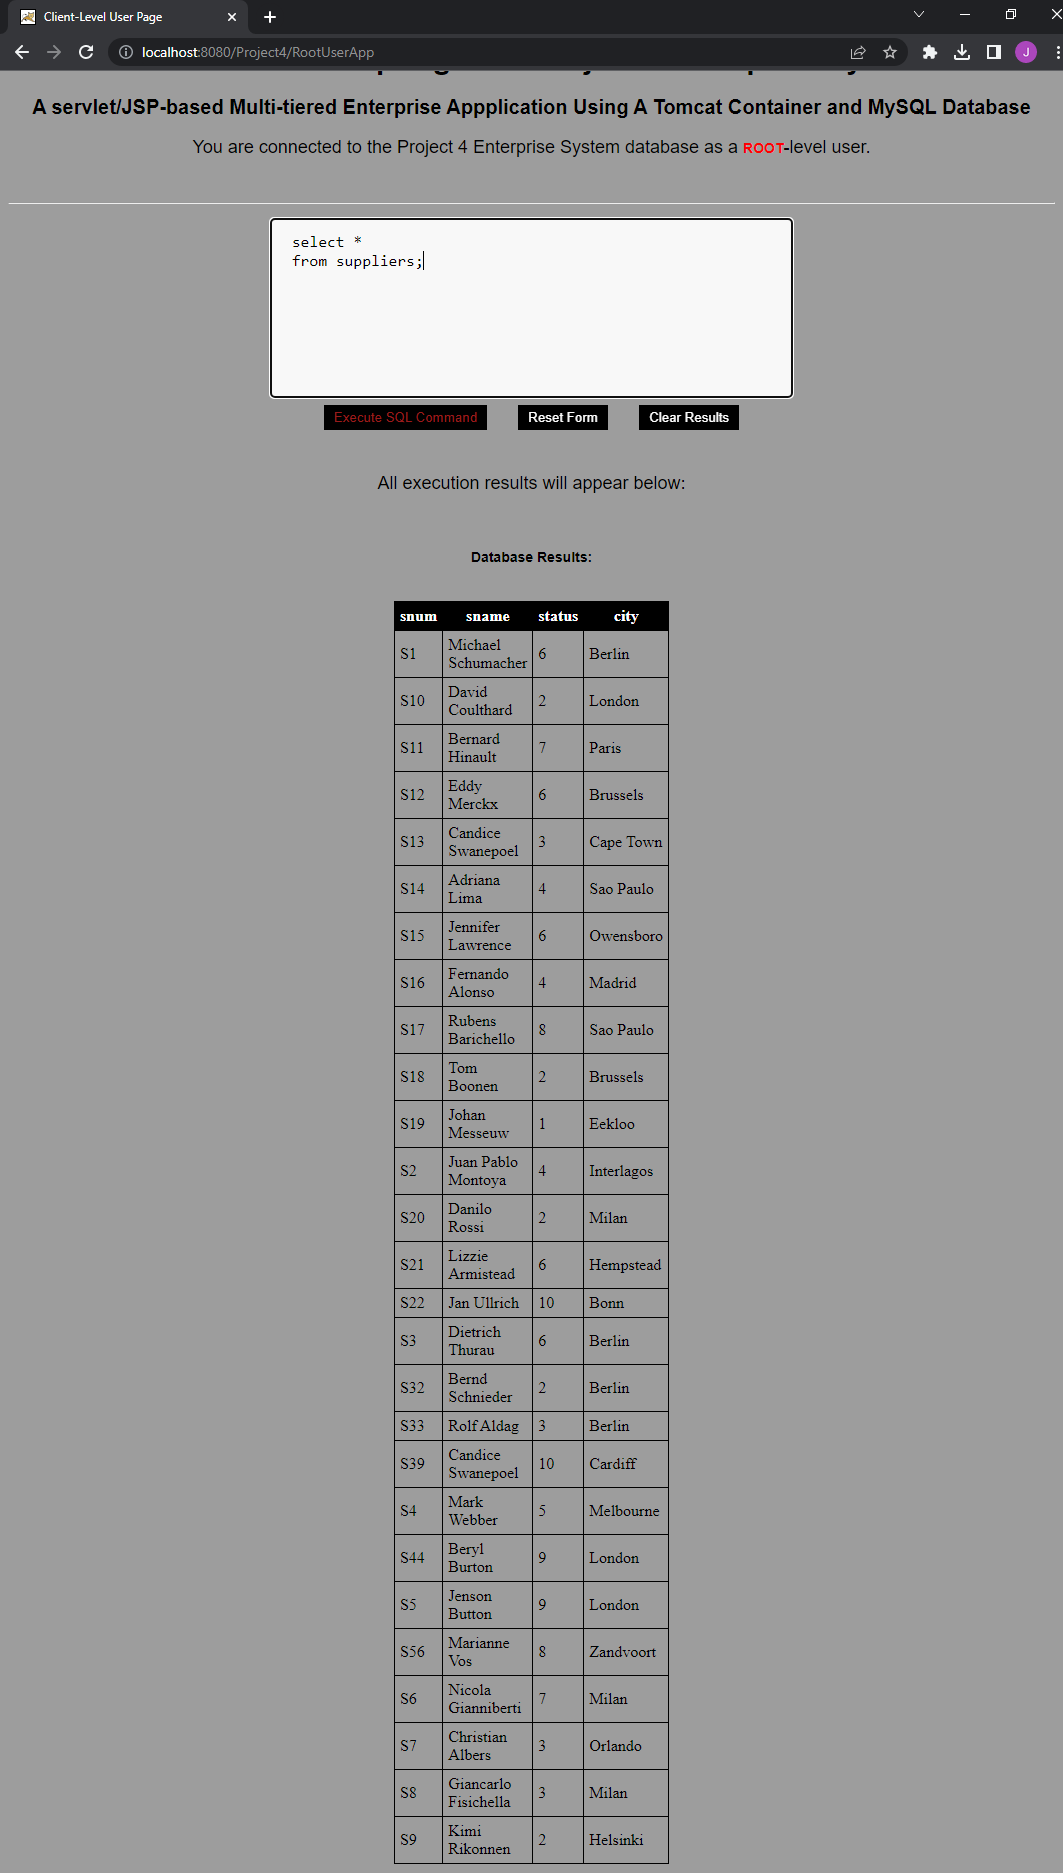 Client-Level User Page
localhost:8080/Project4/RootUserApp
J
A servlet/JSP-based Multi-tiered Enterprise Appplication Using A Tomcat Container and MySQL Database
You are connected to the Project 4 Enterprise System database as a ROOT-level user.
select *
from suppliers;
Execute SQL Command Reset Form Clear Results
All execution results will appear below:
Database Results:
snum sname status city
S1 Michael Schumacher 6 Berlin
S10 David Coulthard 2 London
S11 Bernard Hinault 7 Paris
S12 Eddy Merckx 6 Brussels
S13 Candice Swanepoel 3 Cape Town
S14 Adriana Lima 4 Sao Paulo
S15 Jennifer Lawrence 6 Owensboro
S16 Fernando Alonso 4 Madrid
S17 Rubens Barichello 8 Sao Paulo
S18 Tom Boonen 2 Brussels
S19 Johan Messeuw 1 Eekloo
S2 Juan Pablo Montoya 4 Interlagos
S20 Danilo Rossi 2 Milan
S21 Lizzie Armistead 6 Hempstead
S22 Jan Ullrich 10 Bonn
S3 Dietrich Thurau 6 Berlin
S32 Bernd Schnieder 2 Berlin
S33 Rolf Aldag 3 Berlin
S39 Candice Swanepoel 10 Cardiff
S4 Mark Webber 5 Melbourne
S44 Beryl Burton 9 London
S5 Jenson Button 9 London
S56 Marianne Vos 8 Zandvoort
S6 Nicola Gianniberti 7 Milan
S7 Christian Albers 3 Orlando
S8 Giancarlo Fisichella 3 Milan
S9 Kimi Rikonnen 2 Helsinki